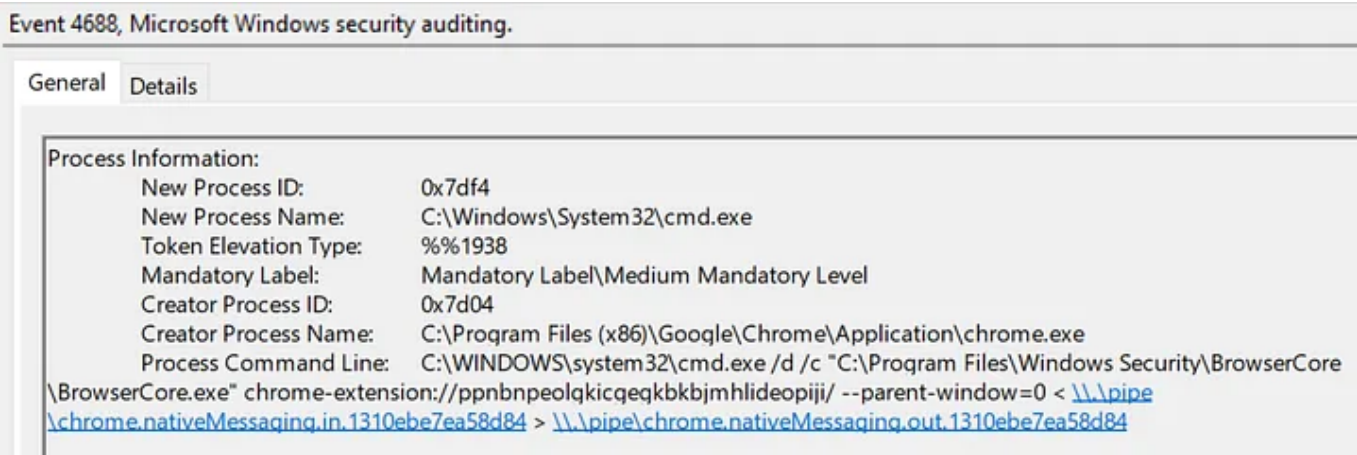 Event 4688, Microsoft Windows security auditing.
General Details
Process Information:
New Process ID: 0x7df4
New Process Name: C:\Windows\System32\cmd.exe
Token Elevation Type: %%1938
Mandatory Label: Mandatory Label\Medium Mandatory Level
Creator Process ID: 0x7d04
Creator Process Name: C:\Program Files (x86)\Google\Chrome\Application\chrome.exe
Process Command Line: C:\WINDOWS\system32\cmd.exe /d /c "C:\Program Files\Windows Security\BrowserCore
\BrowserCore.exe" chrome-extension://ppnbnpeolgkicgegkbkbjmhlideopiji/ --parent-window=0 < \\.\pipe
\chrome.nativeMessaging.in.1310ebe7ea58d84 > \\.\pipe\chrome.nativeMessaging.out.1310ebe7ea58d84